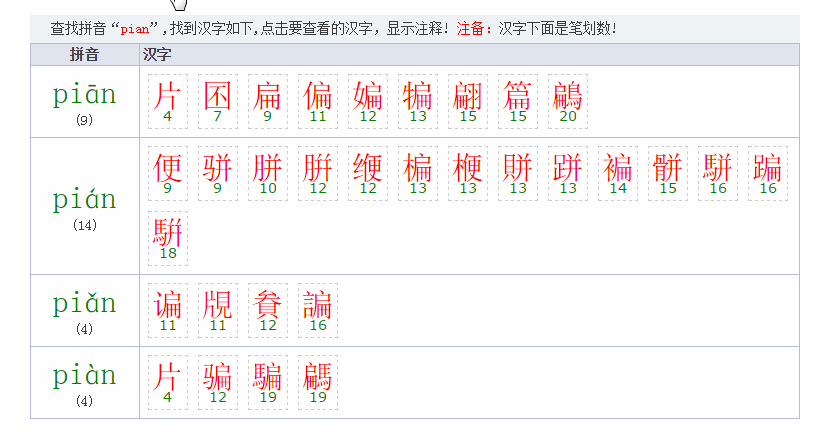 查找拼音“pian”,找到汉字如下,点击要查看的汉字，显示注释! 注备：汉字下面是笔划数!
拼音 汉字
piān 片 囨 扁 偏 媥 犏 翩 篇 鶣
(9) 4 7 9 11 12 13 15 15 20
pián 便 骈 胼 腁 缏 楄 楩 賆 跰 褊 骿 駢 蹁
(14) 9 9 10 12 12 13 13 13 13 14 15 16 16
騈
18
piǎn 谝 覑 貵 諞
(4) 11 11 12 16
piàn 片 骗 騙 騗
(4) 4 12 19 19